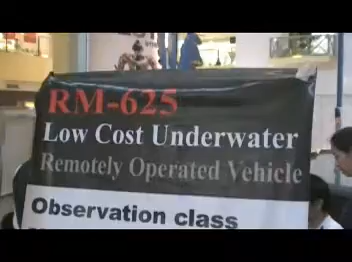 RM-625
Low Cost Underwater
Remotely Operated Vehicle
Observation class